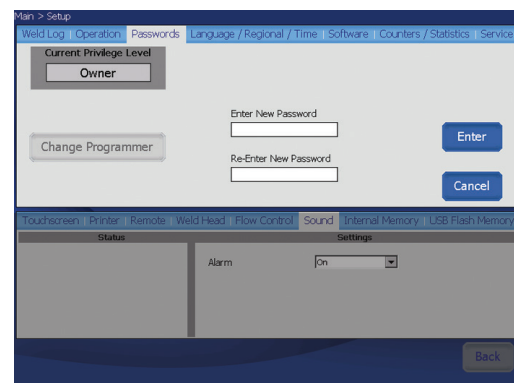 Main > Setup
Weld Log | Operation | Passwords | Language / Regional / Time | Software | Counters / Statistics | Service
Current Privilege Level
Owner
Enter New Password
Enter
Change Programmer
Re-Enter New Password
Cancel
Touchscreen | Printer | Remote | Weld Head | Flow Control | Sound | Internal Memory | USB Flash Memory
Status
Settings
Alarm
On
Back